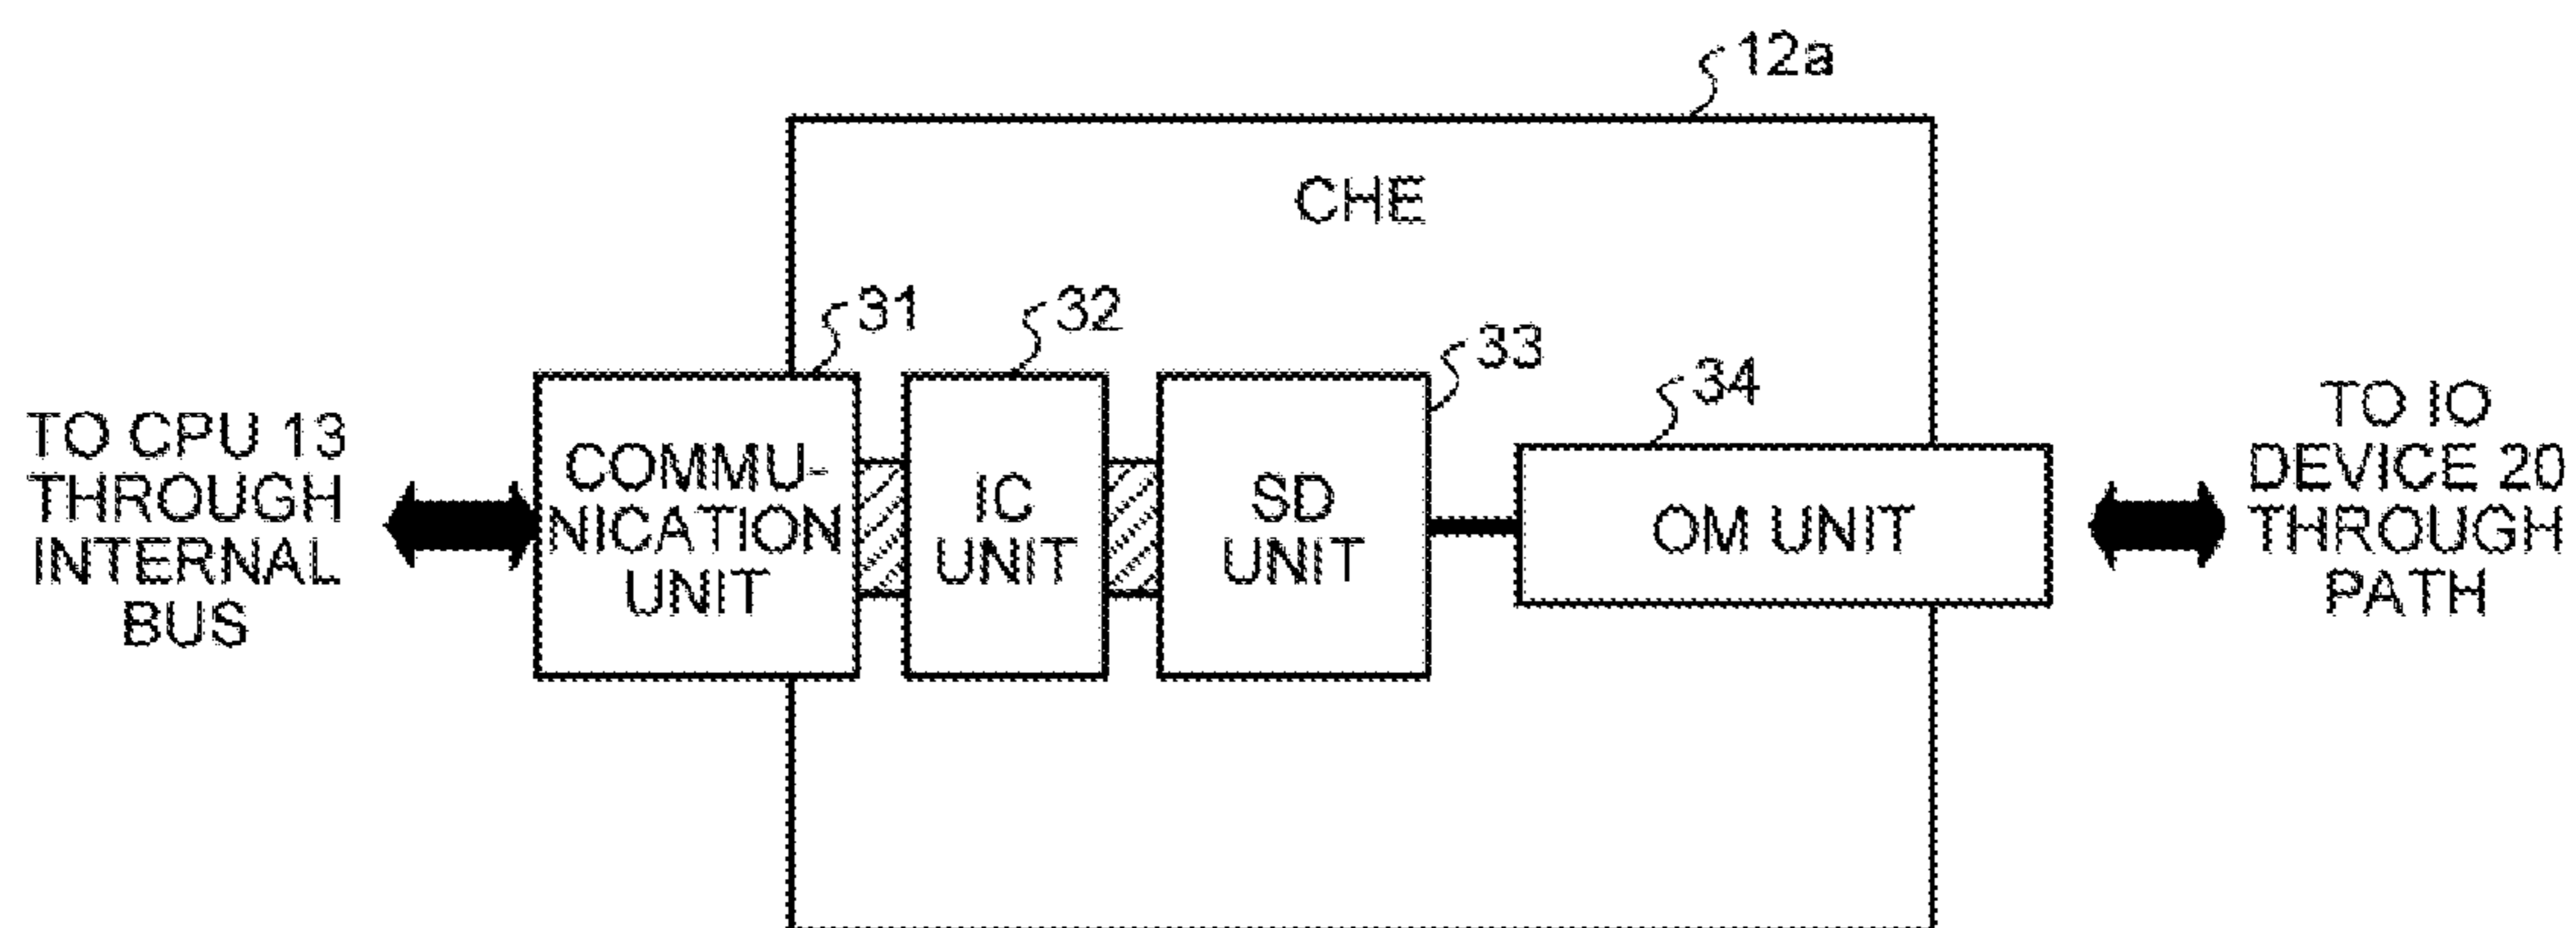 12a
CHE
31
32
33
34
TO CPU 13
THROUGH
INTERNAL
BUS
COMMU-
NICATION
UNIT
IC
UNIT
SD
UNIT
OM UNIT
TO IO
DEVICE 20
THROUGH
PATH